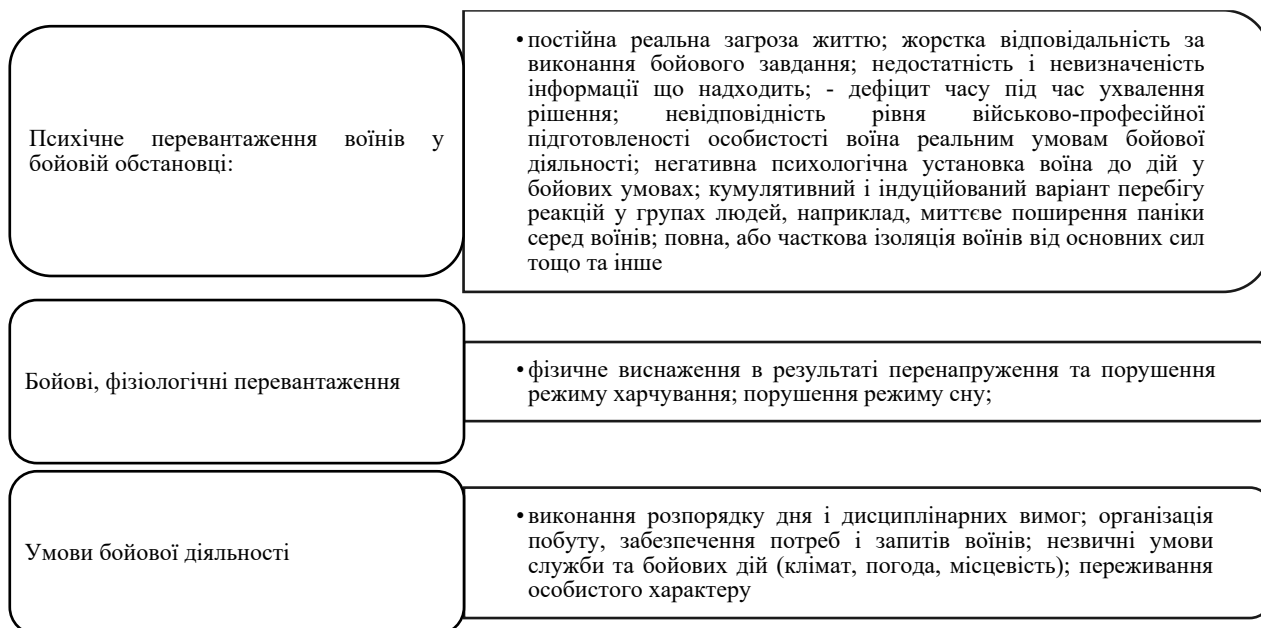 Психічне перевантаження воїнів у
бойовій обстановці:
• постійна реальна загроза життю; жорстка відповідальність за
виконання бойового завдання; недостатність і невизначеність
інформації що надходить; - дефіцит часу під час ухвалення
рішення; невідповідність рівня військово-професійної
підготовленості особистості воїна реальним умовам бойової
діяльності; негативна психологічна установка воїна до дій у
бойових умовах; кумулятивний і індуційований варіант перебігу
реакцій у групах людей, наприклад, миттєве поширення паніки
серед воїнів; повна, або часткова ізоляція воїнів від основних сил
тощо та інше
Бойові, фізіологічні перевантаження
• фізичне виснаження в результаті перенапруження та порушення
режиму харчування; порушення режиму сну;
Умови бойової діяльності
• виконання розпорядку дня і дисциплінарних вимог; організація
побуту, забезпечення потреб і запитів воїнів; незвичні умови
служби та бойових дій (клімат, погода, місцевість); переживання
особистого характеру